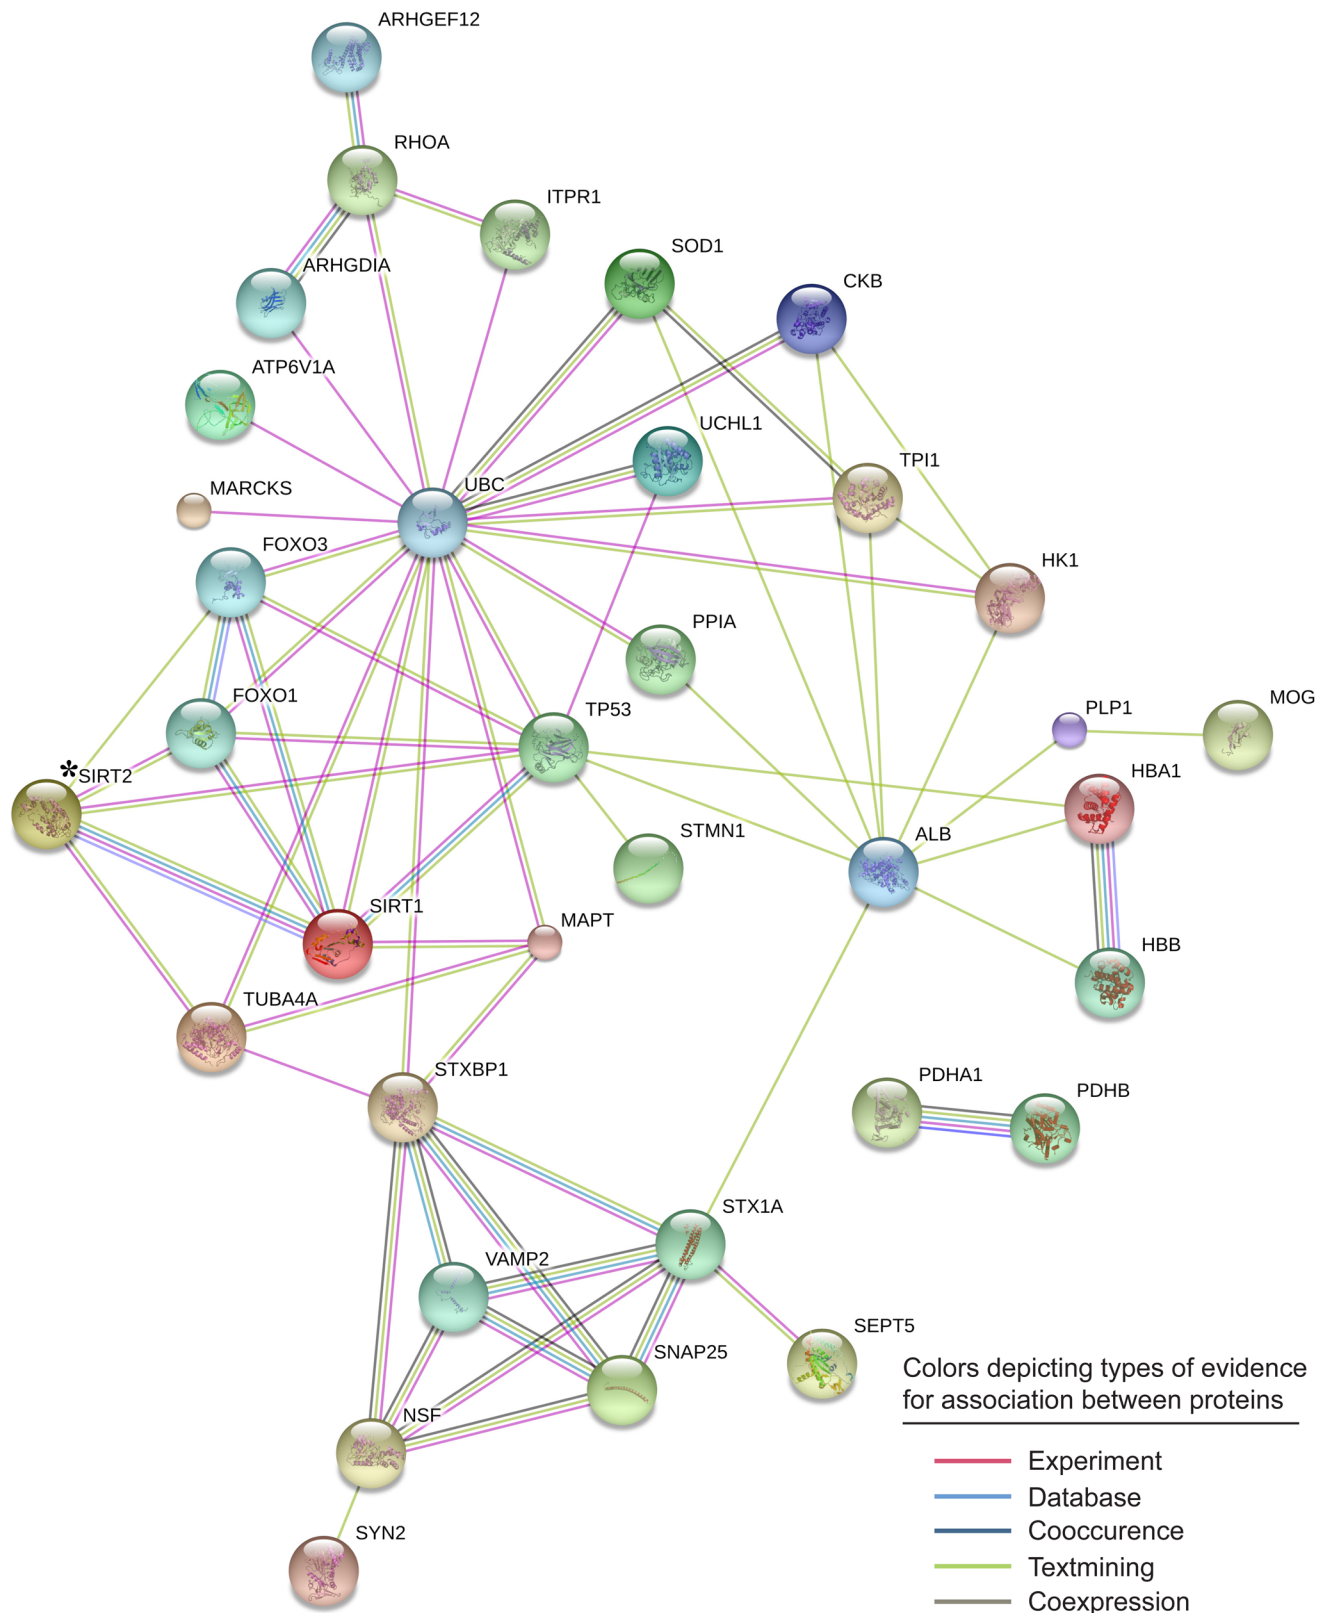 ARHGEF12
RHOA
ITPR1
SOD1
ARHGDIA
CKB
ATP6V1A
UCHL1
TPI1
UBC
MARCKS
FOXO3
HK1
PPIA
FOXO1
TP53
PLP1
MOG
*SIRT2
HBA1
STMN1
ALB
SIRT1
MAPT
HBB
TUBA4A
STXBP1
PDHA1
PDHB
STX1A
VAMP2
SEPT5
SNAP25
NSF
SYN2
Colors depicting types of evidence
for association between proteins
Experiment
Database
Cooccurence
Textmining
Coexpression